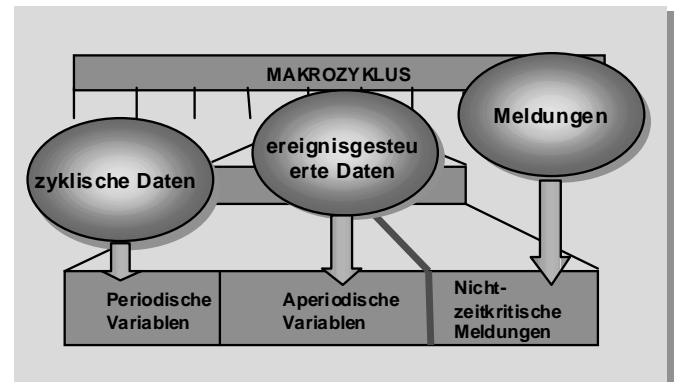 MAKROZYKLUS
Meldungen
ereignisgesteu
erte Daten
zyklische Daten
Periodische
Variablen
Aperiodische
Variablen
Nicht-
zeitkritische
Meldungen